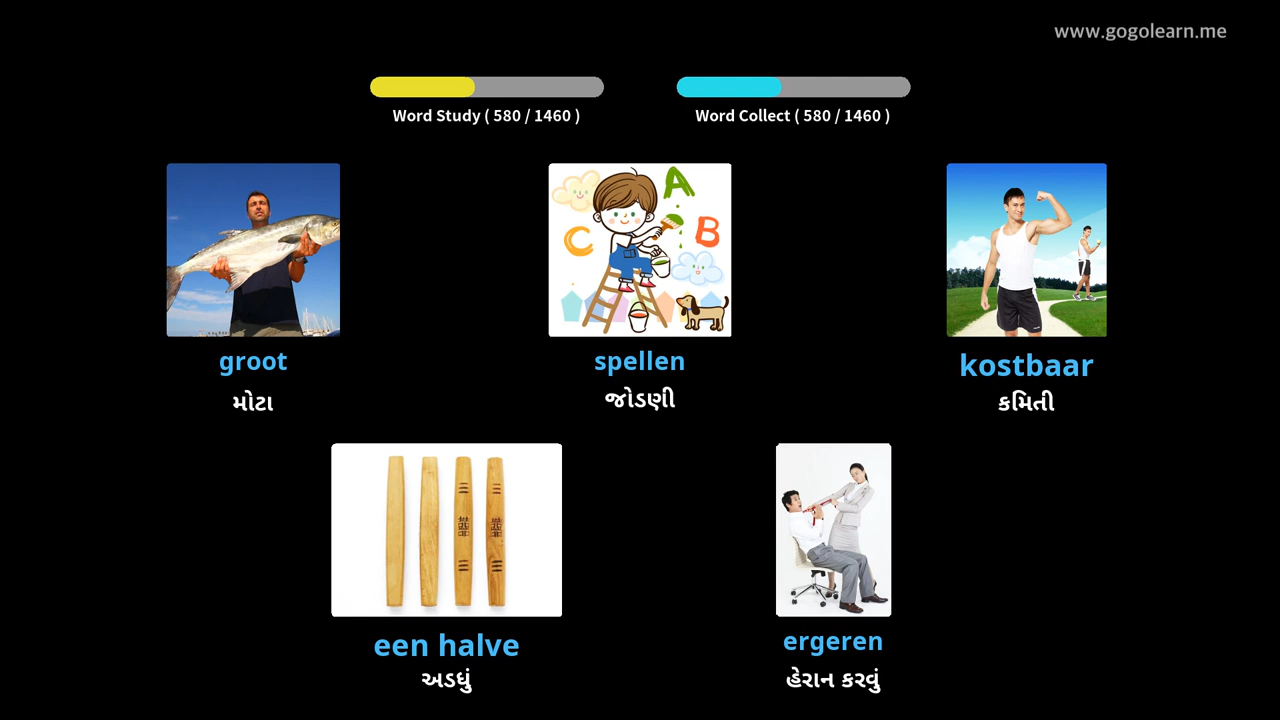 www.gogolearn.me
Word Study ( 580 / 1460 )
Word Collect ( 580 / 1460 )
A
B
C
groot
spellen
kostbaar
મોટા
જોડણી
કમિતી
een halve
ergeren
અડધું
હેરાન કરવું